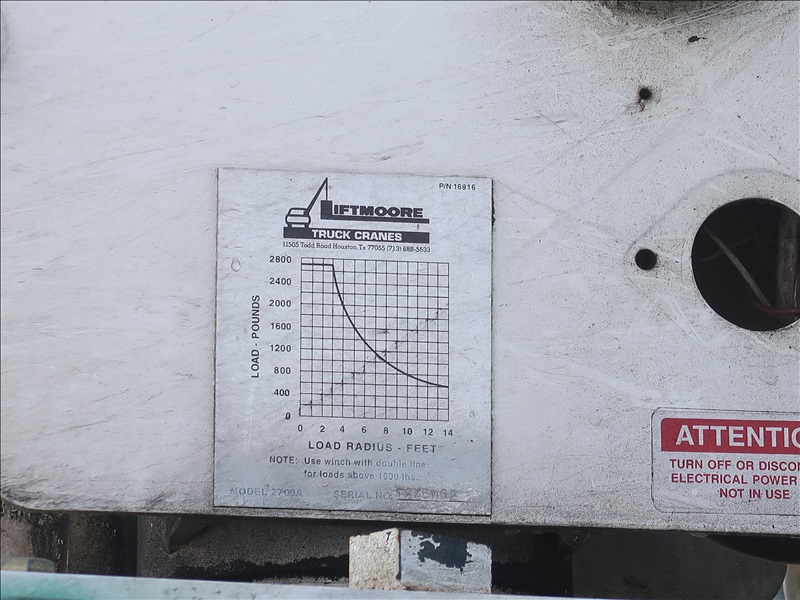 P/N 16916
LIFTMOORE
TRUCK CRANES
11505 Todd Road Houston, Tx 77055 (713) 688-5533
2800
2400
2000
1600
1200
800
400
0
LOAD - POUNDS
0 2 4 6 8 10 12 14
LOAD RADIUS - FEET
NOTE: Use winch with double line
for loads above 1000 lbs.
MODEL 2700A SERIAL NO.
ATTENTIO
TURN OFF OR DISCO
ELECTRICAL POWER
NOT IN USE